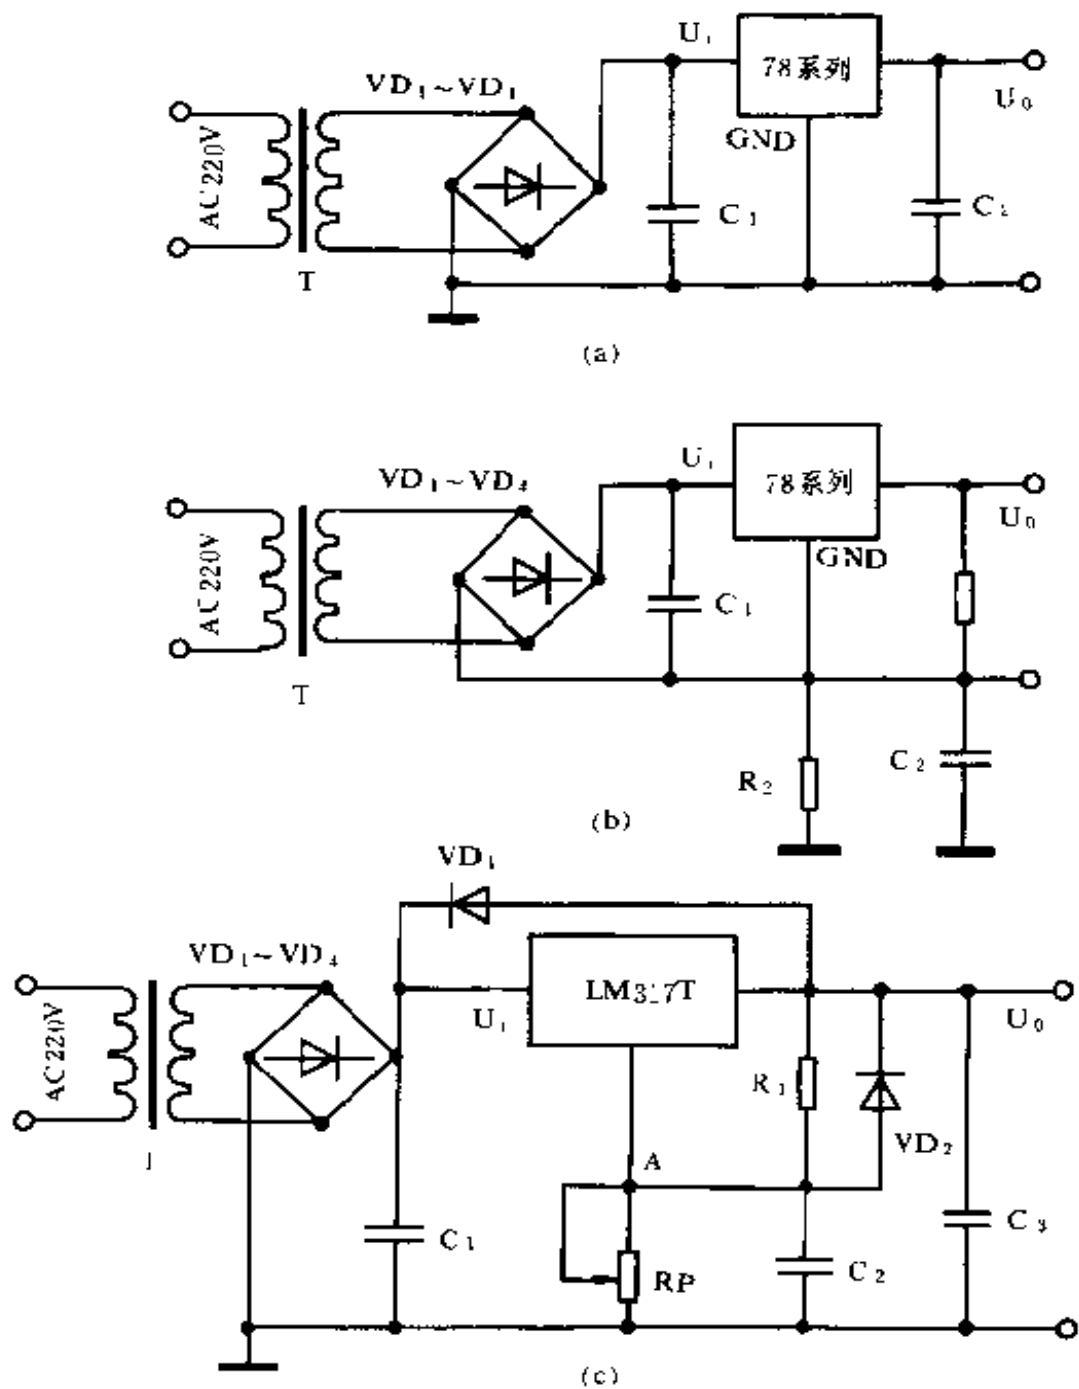 U₁
78系列
VD₁~VD₁
U₀
AC220V
GND
C₁
C₂
T
(a)
U₁
78系列
VD₁~VD₄
U₀
AC220V
GND
C₁
T
R₂
C₂
(b)
VD₁
VD₁~VD₄
LM317T
U₁
U₀
AC220V
R₁
VD₂
A
C₁
RP
C₂
C₃
(c)